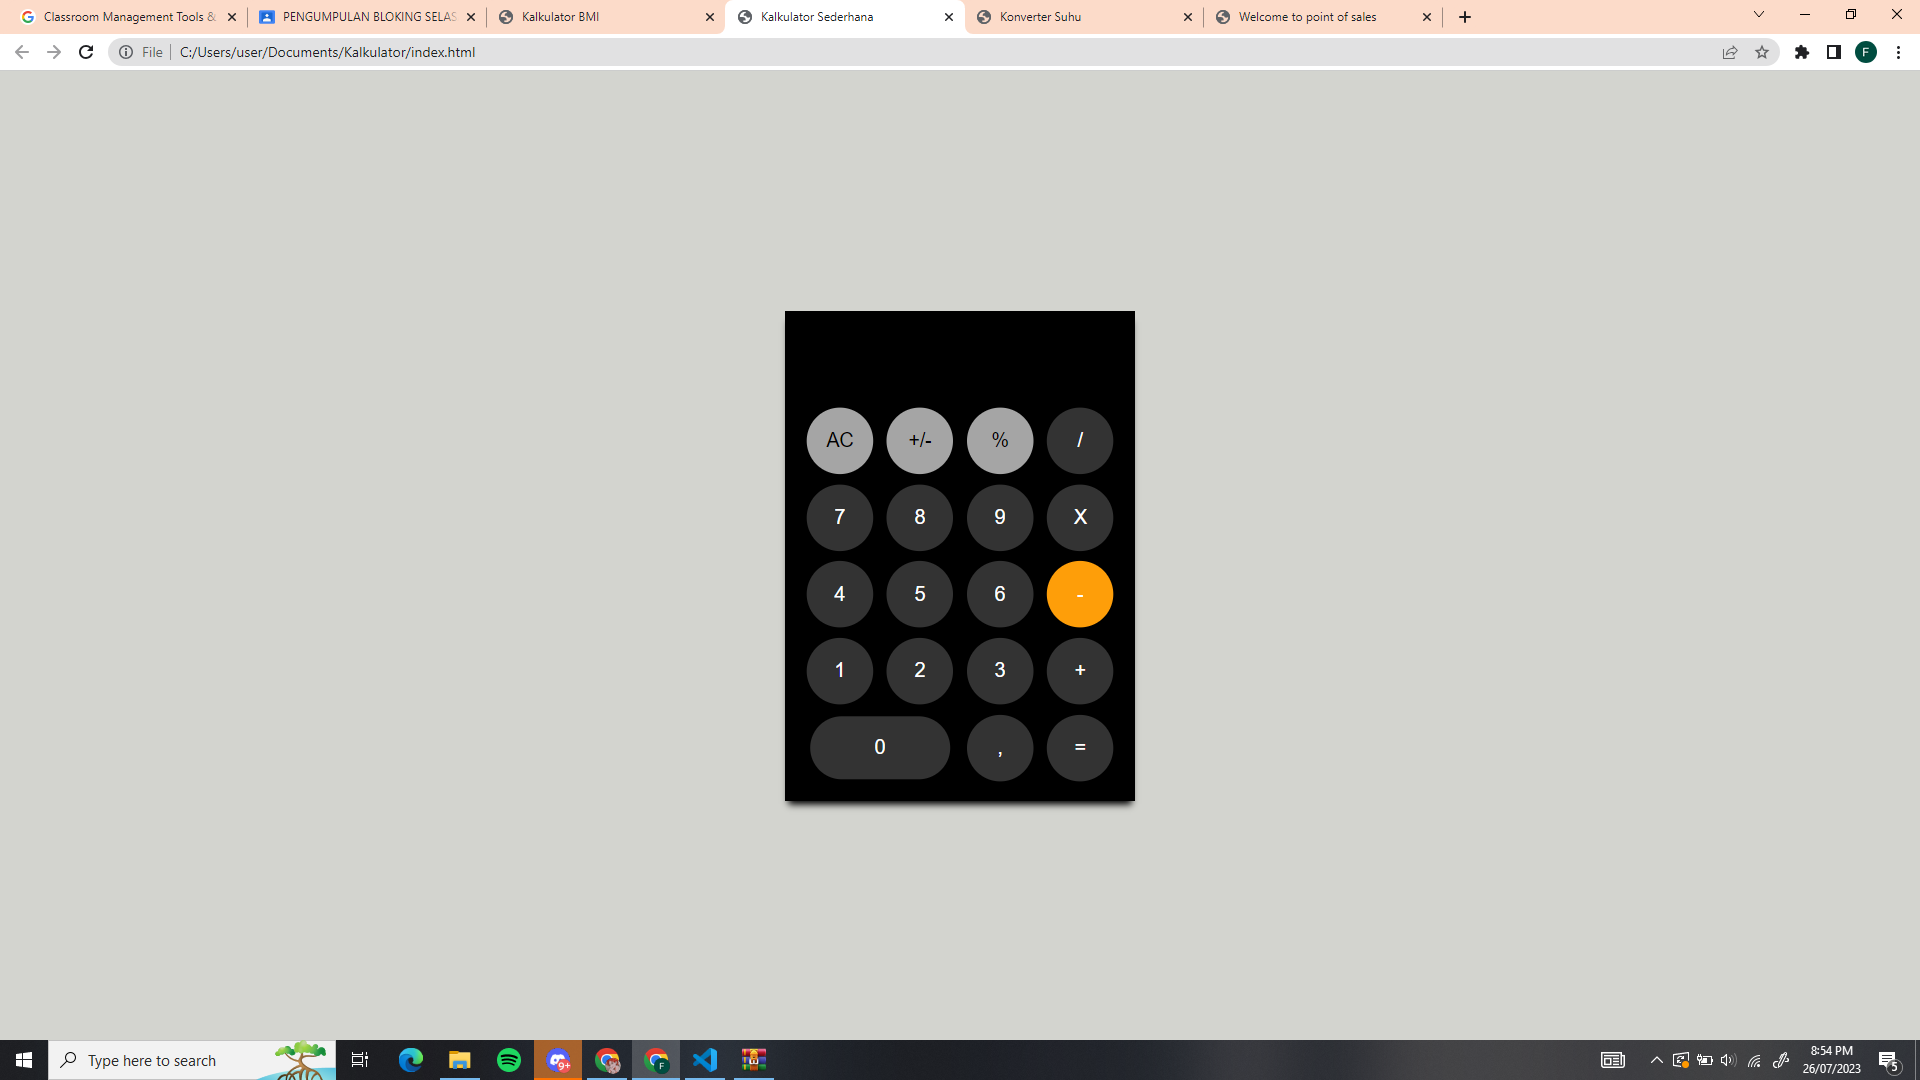 Classroom Management Tools &
PENGUMPULAN BLOKING SELAS
Kalkulator BMI
Kalkulator Sederhana
Konverter Suhu
Welcome to point of sales
File
C:/Users/user/Documents/Kalkulator/index.html
F
AC +/- % /
7 8 9 X
4 5 6 -
1 2 3 +
0 , =
Type here to search
9+
F
8:54 PM
26/07/2023
5